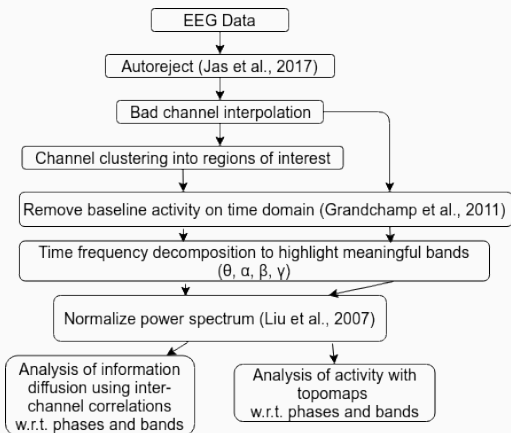 EEG Data
Autoreject (Jas et al., 2017)
Bad channel interpolation
Channel clustering into regions of interest
Remove baseline activity on time domain (Grandchamp et al., 2011)
Time frequency decomposition to highlight meaningful bands
(θ, α, β, γ)
Normalize power spectrum (Liu et al., 2007)
Analysis of information
diffusion using inter-
channel correlations
w.r.t. phases and bands
Analysis of activity with
topomaps
w.r.t. phases and bands